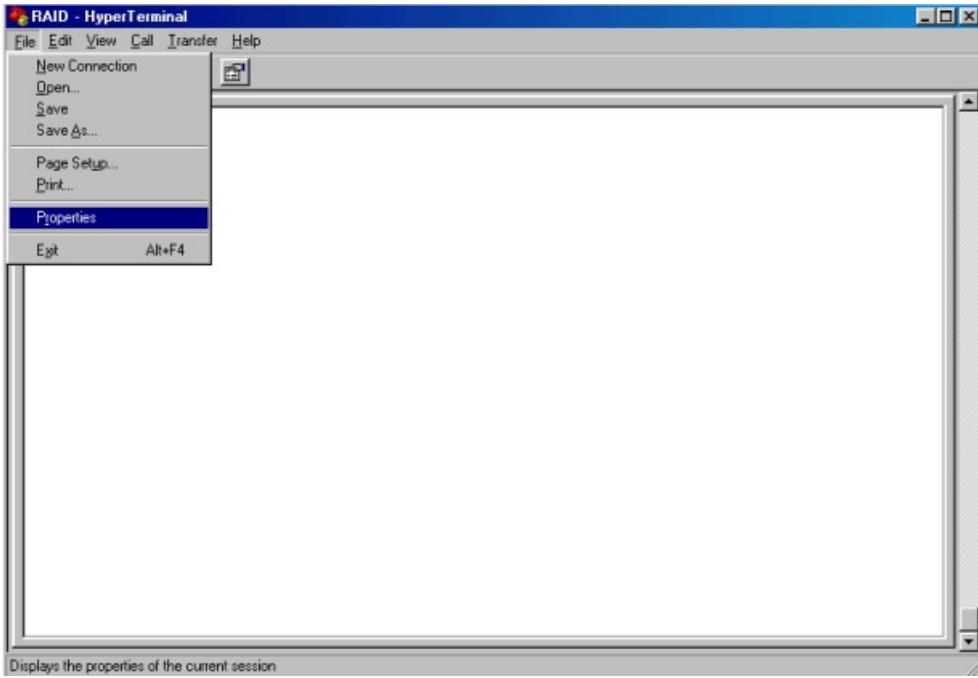 RAID - HyperTerminal
File Edit View Call Transfer Help
New Connection
Open...
Save
Save As...
Page Setup...
Print...
Properties
Exit Alt+F4
Displays the properties of the current session